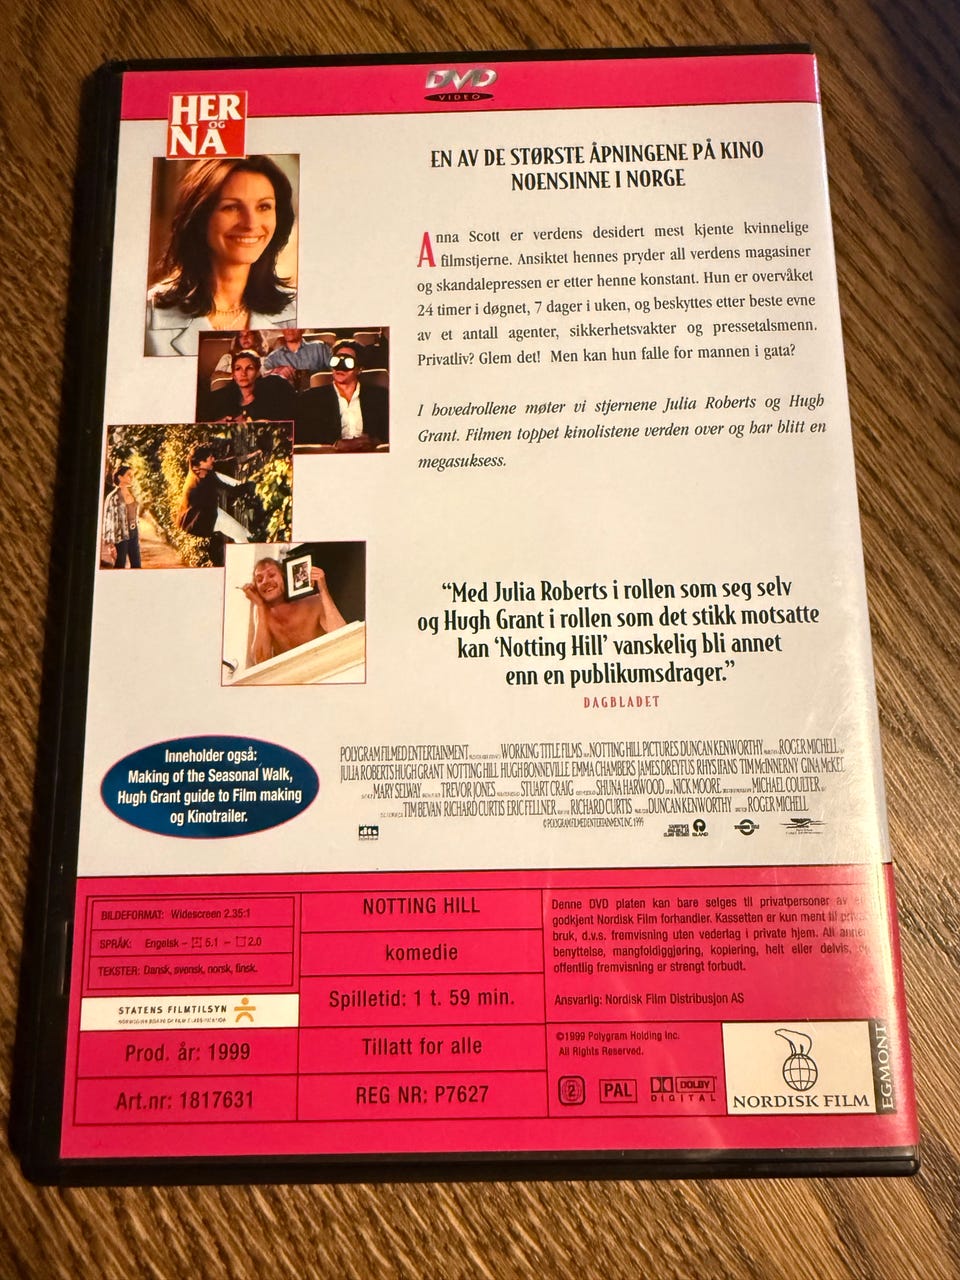 DVD
VIDEO
HER
OG
NÅ
EN AV DE STØRSTE ÅPNINGENE PÅ KINO
NOENSINNE I NORGE
Anna Scott er verdens desidert mest kjente kvinnelige
filmstjerne. Ansiktet hennes pryder all verdens magasiner
og skandalepressen er etter henne konstant. Hun er overvåket
24 timer i døgnet, 7 dager i uken, og beskyttes etter beste evne
av et antall agenter, sikkerhetsvakter og pressetalsmenn.
Privatliv? Glem det! Men kan hun falle for mannen i gata?
I hovedrollene møter vi stjernene Julia Roberts og Hugh
Grant. Filmen toppet kinolistene verden over og har blitt en
megasuksess.
“Med Julia Roberts i rollen som seg selv
og Hugh Grant i rollen som det stikk motsatte
kan ‘Notting Hill’ vanskelig bli annet
enn en publikumsdrager.”
DAGBLADET
Inneholder også:
Making of the Seasonal Walk,
Hugh Grant guide to Film making
og Kinotrailer.
POLYGRAM FILMED ENTERTAINMENT WORKING TITLE FILMS NOTTING HILL PICTURES DUNCAN KENWORTHY ROGER MICHELL
JULIA ROBERTS HUGH GRANT NOTTING HILL HUGH BONNEVILLE EMMA CHAMBERS JAMES DREYFUS RHYS IFANS TIM McINNERNY GINA McKEE
MARY SELWAY TREVOR JONES STUART CRAIG SHUNA HARWOOD NICK MOORE MICHAEL COULTER
TIM BEVAN RICHARD CURTIS ERIC FELLNER RICHARD CURTIS DUNCAN KENWORTHY ROGER MICHELL
© POLYGRAM FILMED ENTERTAINMENT, INC. 1999
dts
ISLAND
BILDEFORMAT: Widescreen 2.35:1
SPRÅK: Engelsk – 5.1 – 2.0
TEKSTER: Dansk, svensk, norsk, finsk.
STATENS FILMTILSYN
NORWEGIAN BOARD OF FILM CLASSIFICATION
Prod. år: 1999
Art.nr: 1817631
NOTTING HILL
komedie
Spilletid: 1 t. 59 min.
Tillatt for alle
REG NR: P7627
Denne DVD platen kan bare selges til privatpersoner av en
godkjent Nordisk Film forhandler. Kassetten er kun ment til privat
bruk, d.v.s. fremvisning uten vederlag i private hjem. All annen
benyttelse, mangfoldiggjøring, kopiering, helt eller delvis, og
offentlig fremvisning er strengt forbudt.
Ansvarlig: Nordisk Film Distribusjon AS
©1999 Polygram Holding Inc.
All Rights Reserved.
2
PAL
DOLBY
DIGITAL
NORDISK FILM
EGMONT